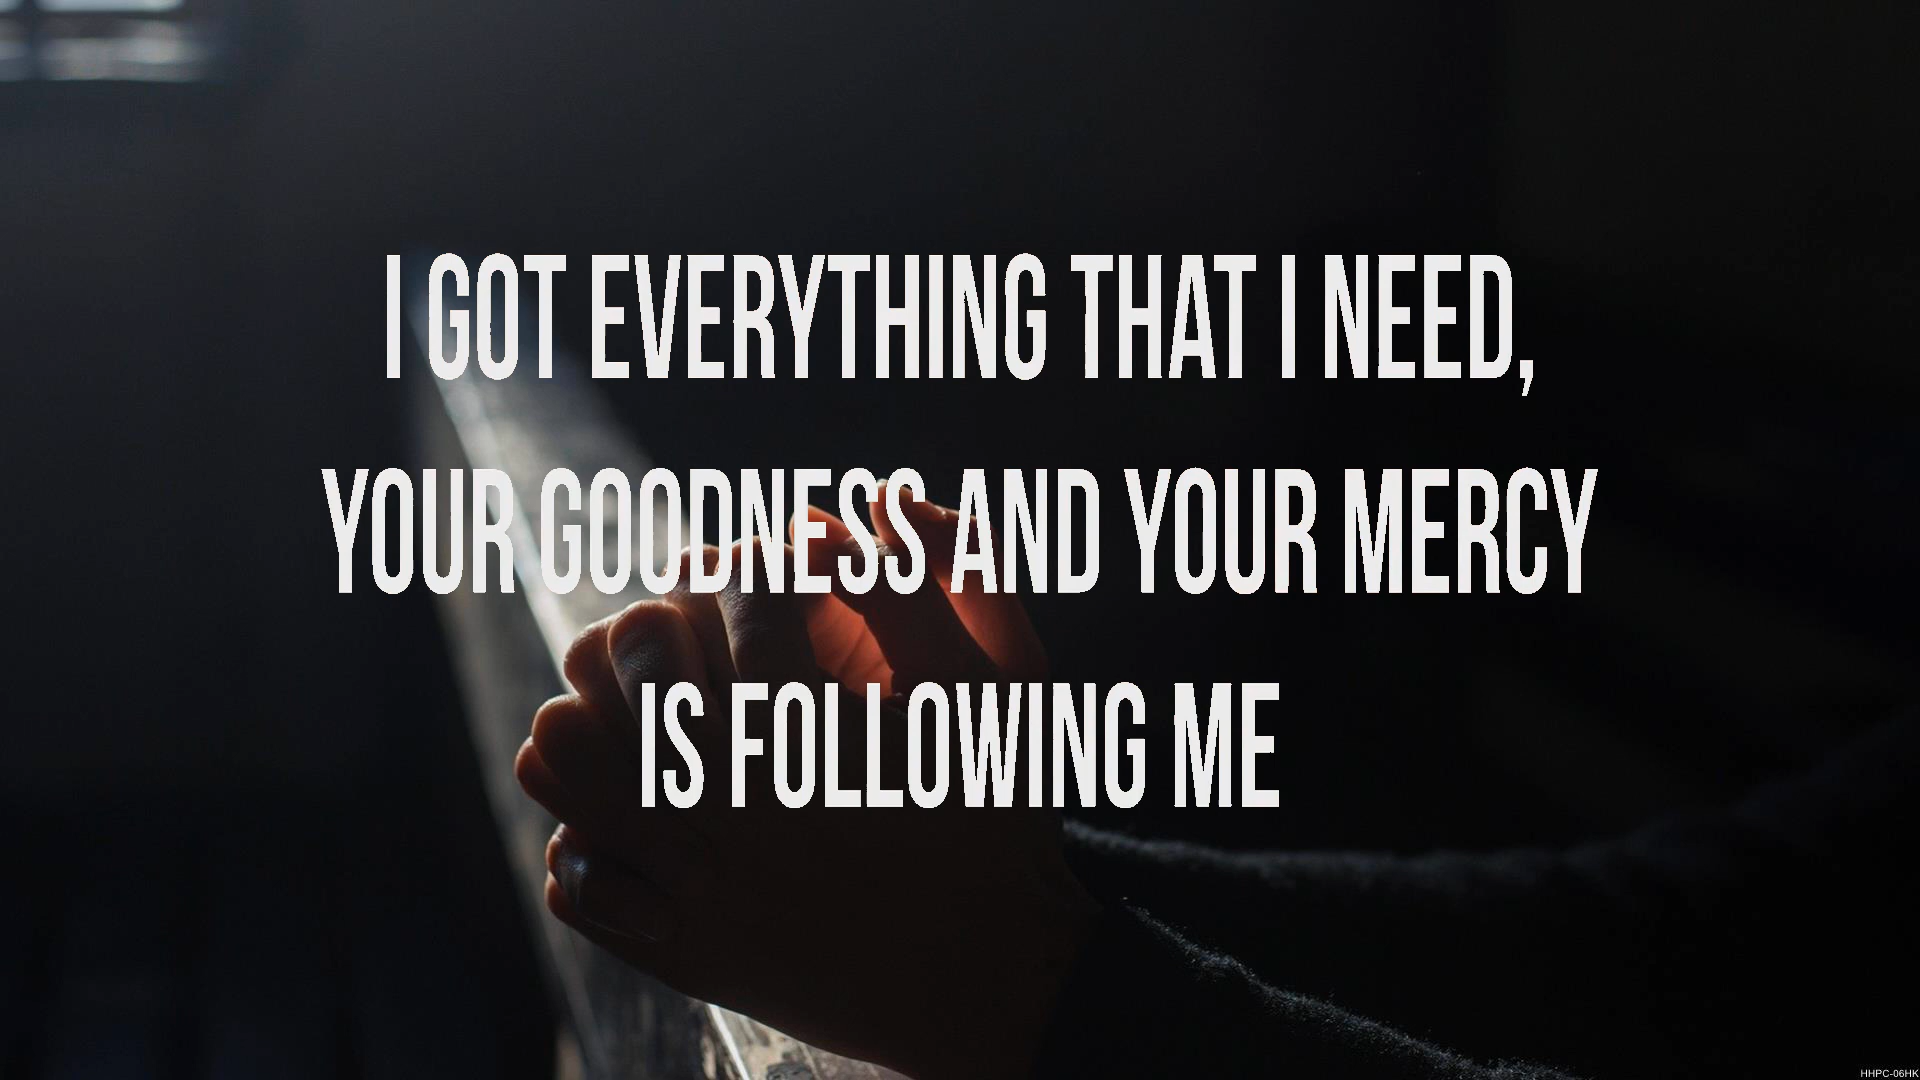 I GOT EVERYTHING THAT I NEED,
YOUR GOODNESS AND YOUR MERCY
IS FOLLOWING ME
HHPC-06HK